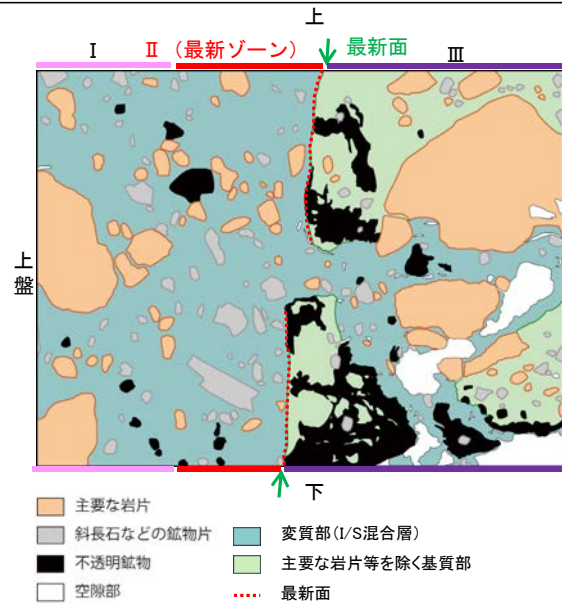 上
Ⅰ Ⅱ (最新ゾーン) 最新面 Ⅲ
上盤
下
主要な岩片
斜長石などの鉱物片
不透明鉱物
空隙部
変質部(I/S混合層)
主要な岩片等を除く基質部
最新面